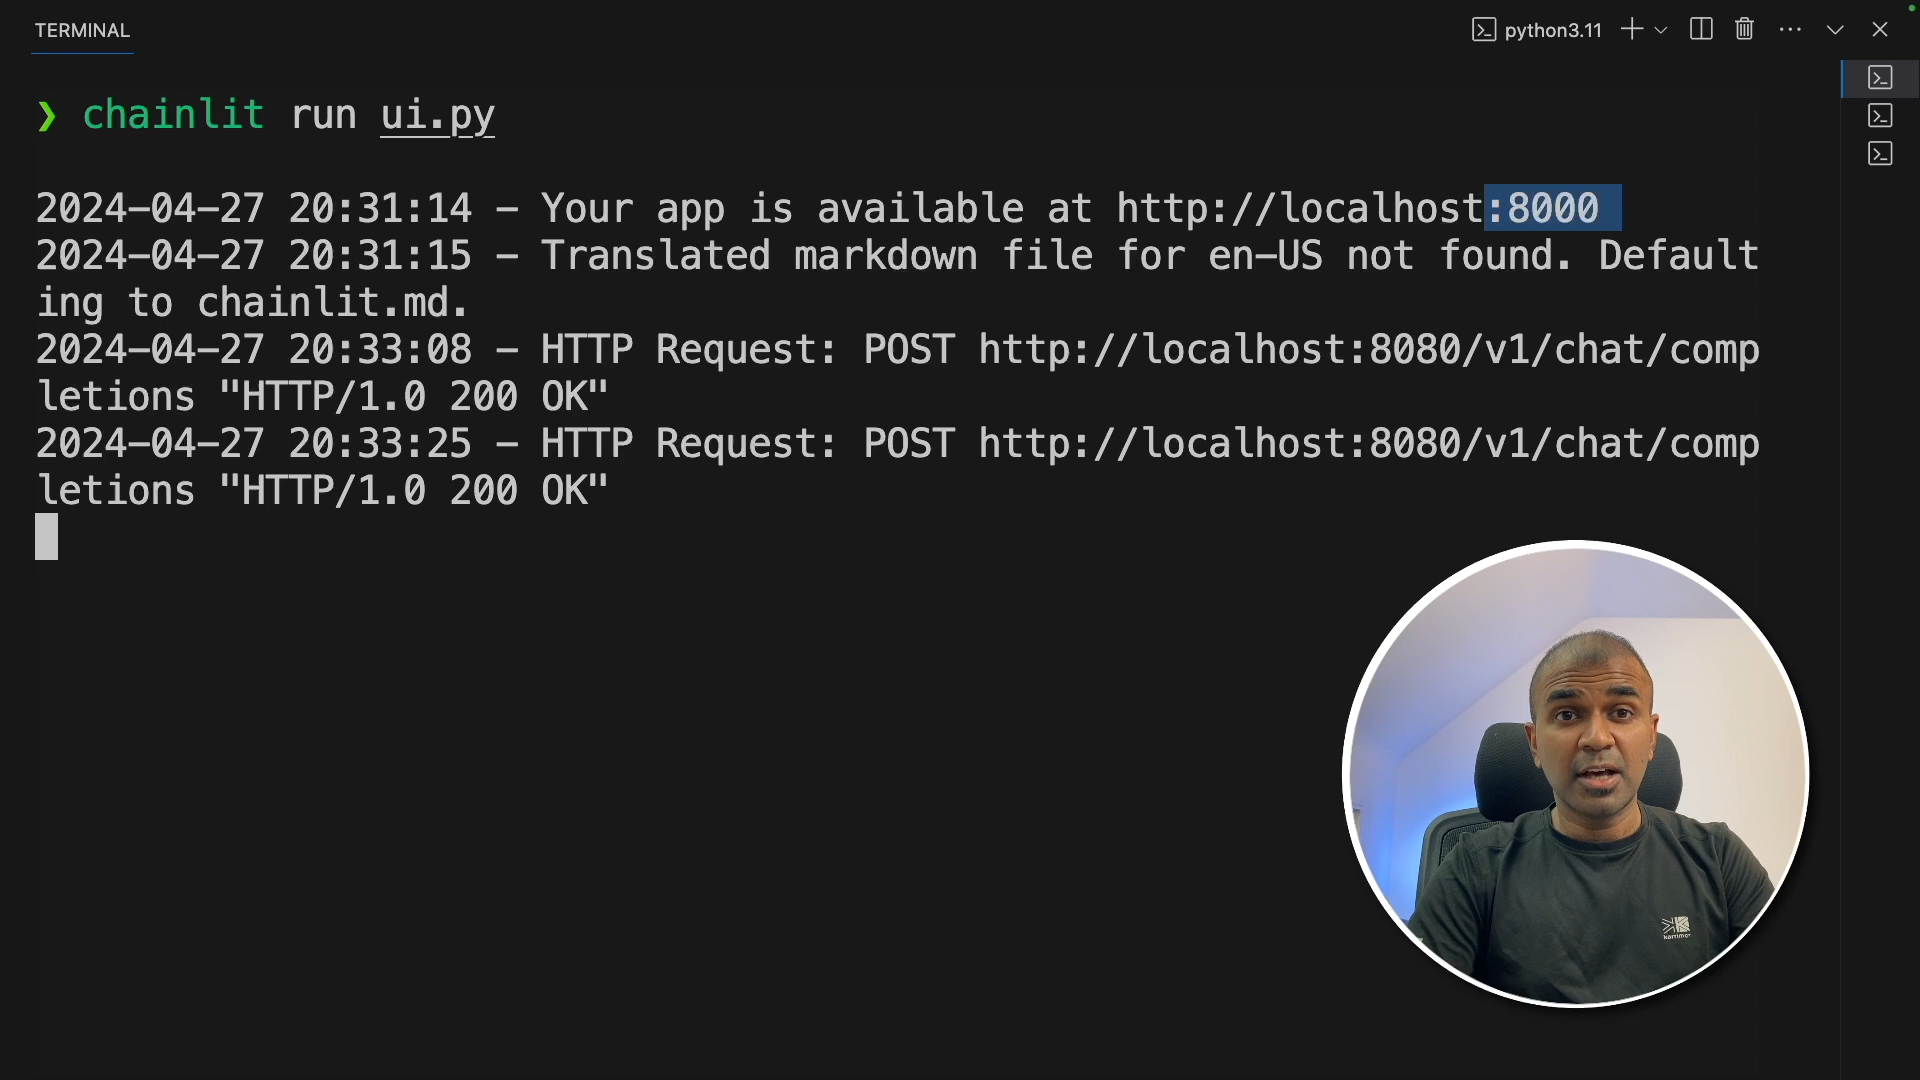 TERMINAL
python3.11
❯ chainlit run ui.py
2024-04-27 20:31:14 - Your app is available at http://localhost:8000
2024-04-27 20:31:15 - Translated markdown file for en-US not found. Default
ing to chainlit.md.
2024-04-27 20:33:08 - HTTP Request: POST http://localhost:8080/v1/chat/comp
letions "HTTP/1.0 200 OK"
2024-04-27 20:33:25 - HTTP Request: POST http://localhost:8080/v1/chat/comp
letions "HTTP/1.0 200 OK"